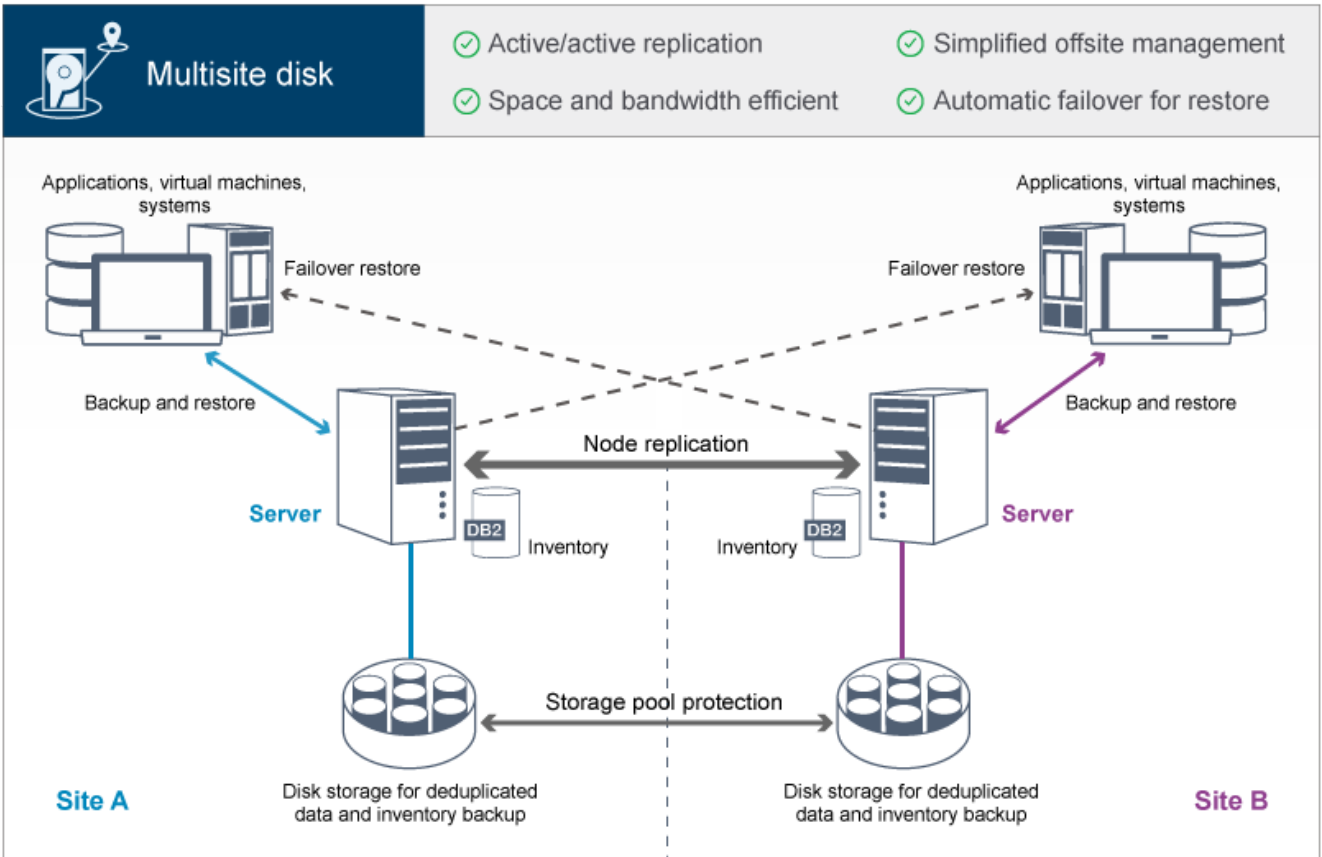 Multisite disk
Active/active replication
Simplified offsite management
Space and bandwidth efficient
Automatic failover for restore
Applications, virtual machines,
systems
Applications, virtual machines,
systems
Failover restore
Failover restore
Backup and restore
Backup and restore
Node replication
Server
Server
DB2
Inventory
Inventory
DB2
Storage pool protection
Site A
Disk storage for deduplicated
data and inventory backup
Disk storage for deduplicated
data and inventory backup
Site B